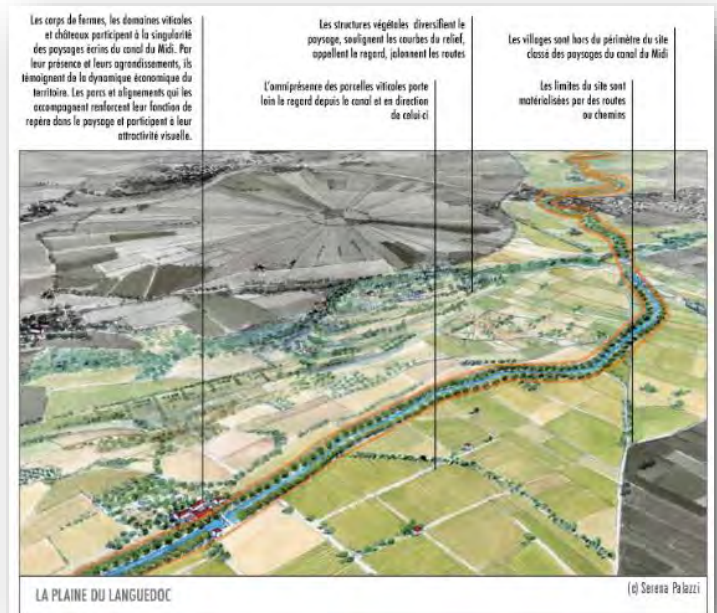 Les corps de fermes, les domaines viticoles
et châteaux participent à la singularité
des paysages écrins du canal du Midi. Par
leur présence et leurs agrandissements, ils
témoignent de la dynamique économique du
territoire. Les parcs et alignements qui les
accompagnent renforcent leur fonction de
repère dans le paysage et participent à leur
attractivité visuelle.
Les structures végétales diversifient le
paysage, soulignent les courbes du relief,
appellent le regard, jalonnent les routes
L'omniprésence des parcelles viticoles porte
loin le regard depuis le canal et en direction
de celui-ci
Les villages sont hors du périmètre du site
classé des paysages du canal du Midi
Les limites du site sont
matérialisées par des routes
ou chemins
LA PLAINE DU LANGUEDOC
(c) Serena Palazzi